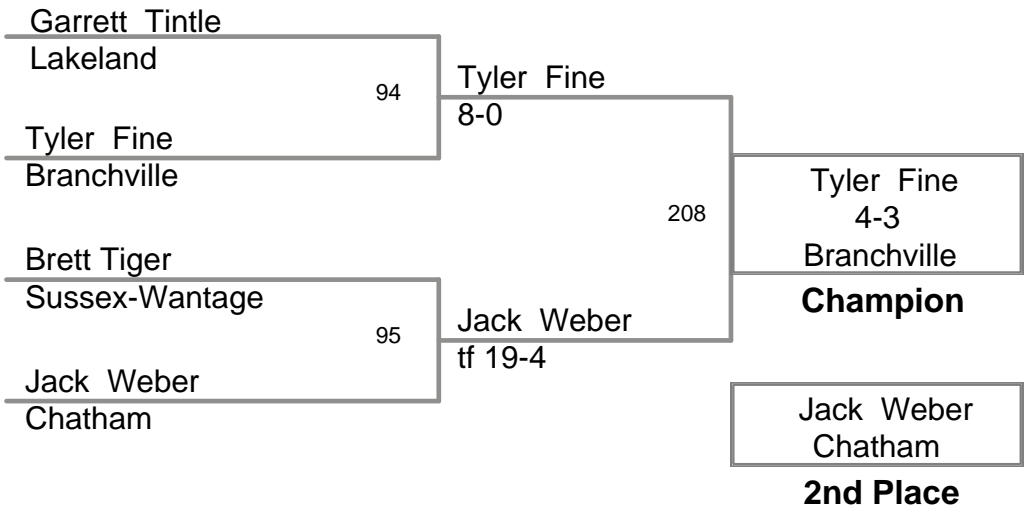 Garrett Tintle
Lakeland
94
Tyler Fine
Branchville
Tyler Fine
8-0
Brett Tiger
Sussex-Wantage
95
Jack Weber
Chatham
Jack Weber
tf 19-4
208
Tyler Fine
4-3
Branchville
Champion
Jack Weber
Chatham
2nd Place